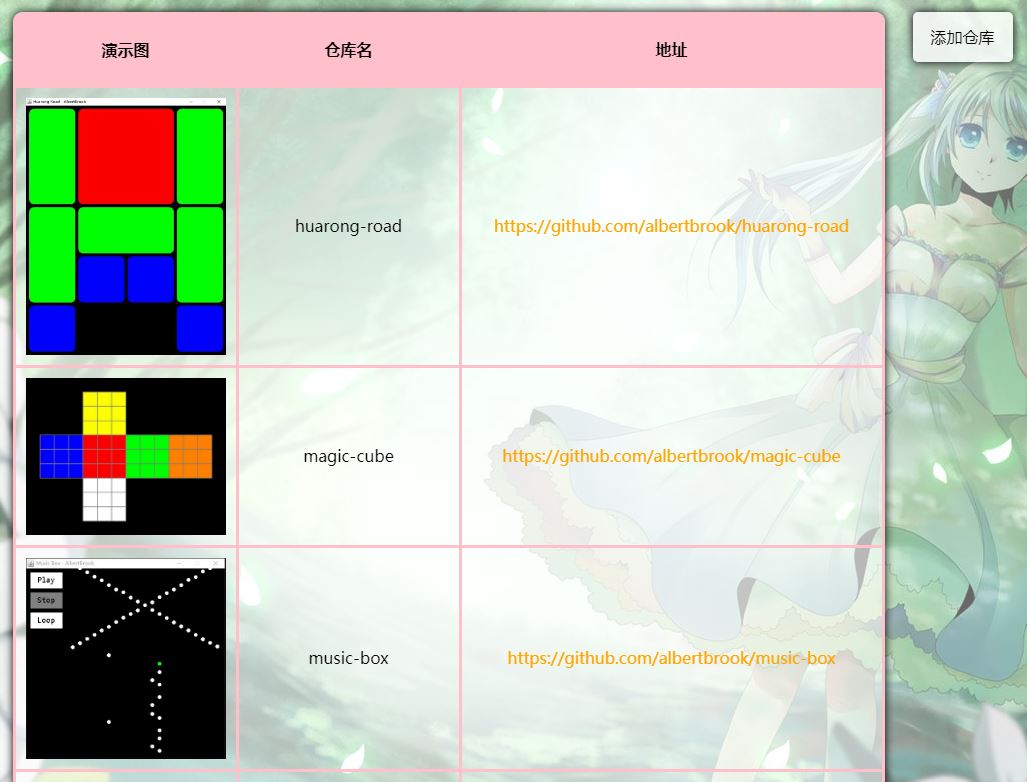 演示图 仓库名 地址
添加仓库
Huarong Road - AlbertBrook
huarong-road https://github.com/albertbrook/huarong-road
magic-cube https://github.com/albertbrook/magic-cube
Music Box - AlbertBrook
Play
Stop
Loop
music-box https://github.com/albertbrook/music-box